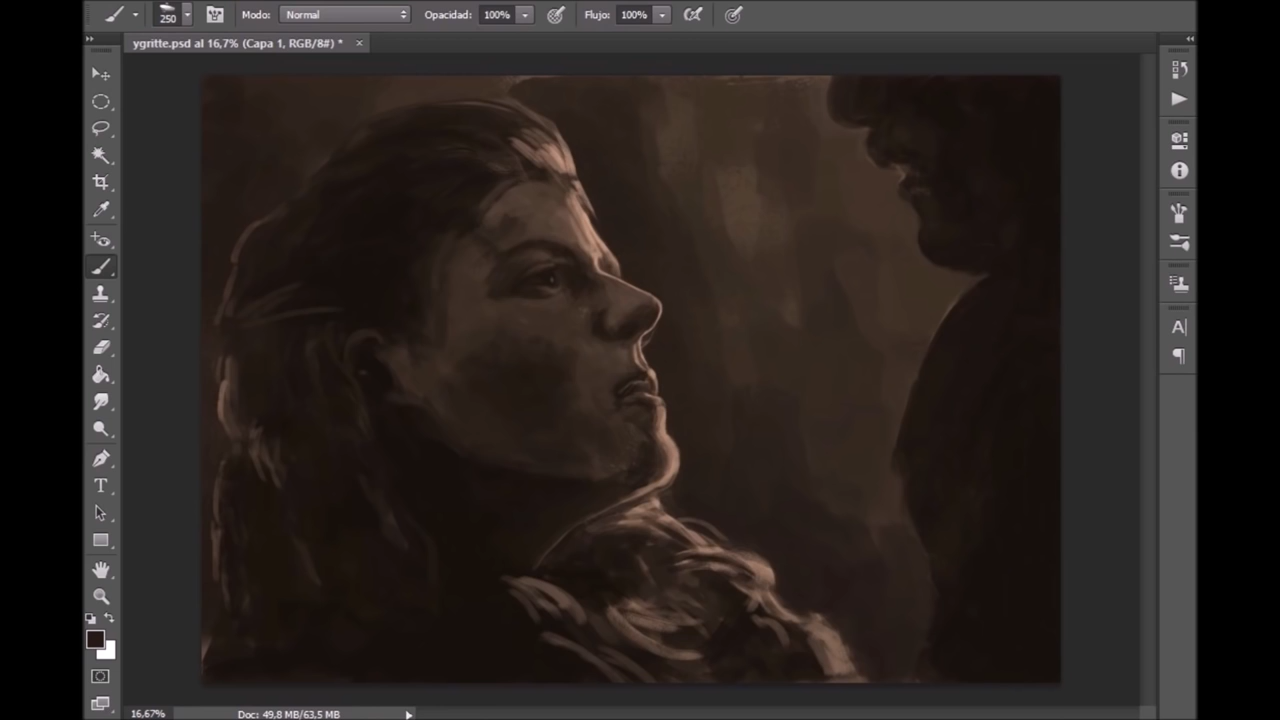 250 Modo: Normal Opacidad: 100% Flujo: 100%
ygritte.psd al 16,7% (Capa 1, RGB/8#) * ×
16,67% Doc: 49,8 MB/63,5 MB